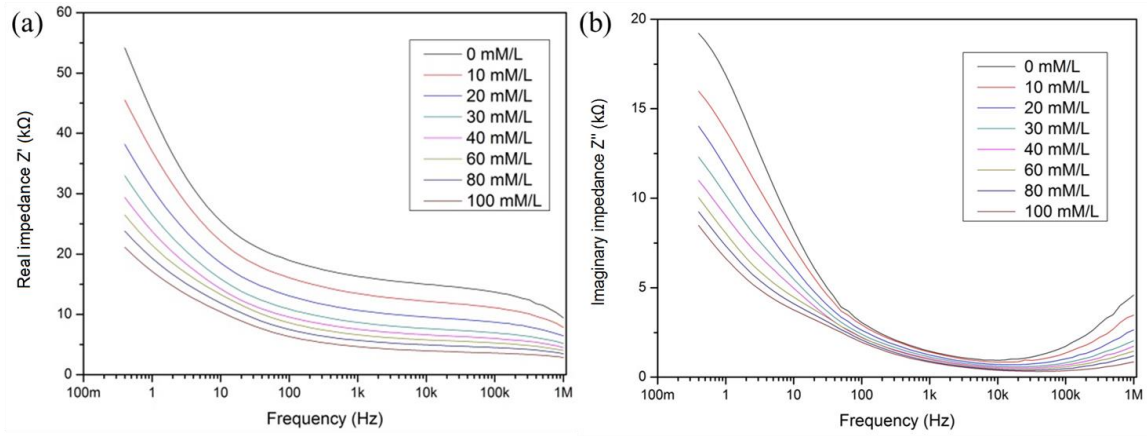 (a)
60
50
40
30
20
10
0
Real impedance Z' (kΩ)
0 mM/L
10 mM/L
20 mM/L
30 mM/L
40 mM/L
60 mM/L
80 mM/L
100 mM/L
100m 1 10 100 1k 10k 100k 1M
Frequency (Hz)
(b)
20
15
10
5
0
Imaginary impedance Z'' (kΩ)
0 mM/L
10 mM/L
20 mM/L
30 mM/L
40 mM/L
60 mM/L
80 mM/L
100 mM/L
100m 1 10 100 1k 10k 100k 1M
Frequency (Hz)